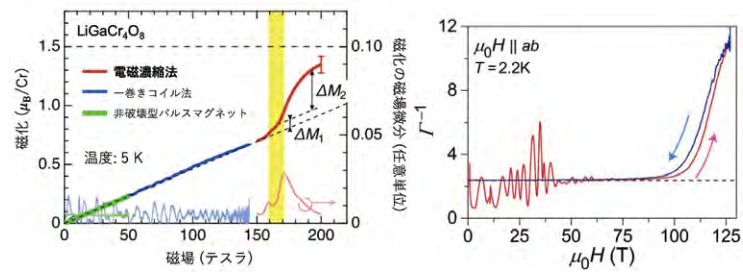 LiGaCr₄O₈
電磁濃縮法
一巻きコイル法
非破壊型パルスマグネット
温度: 5 K
ΔM₂
ΔM₁
磁化 (μ_B/Cr)
1.5
1.0
0.5
0
0.10
0.05
0
磁化の磁場微分 (任意単位)
0 50 100 150 200
磁場 (テスラ)
μ₀H || ab
T = 2.2K
Γ⁻¹
12
9
6
3
0
0 25 50 75 100 125
μ₀H (T)